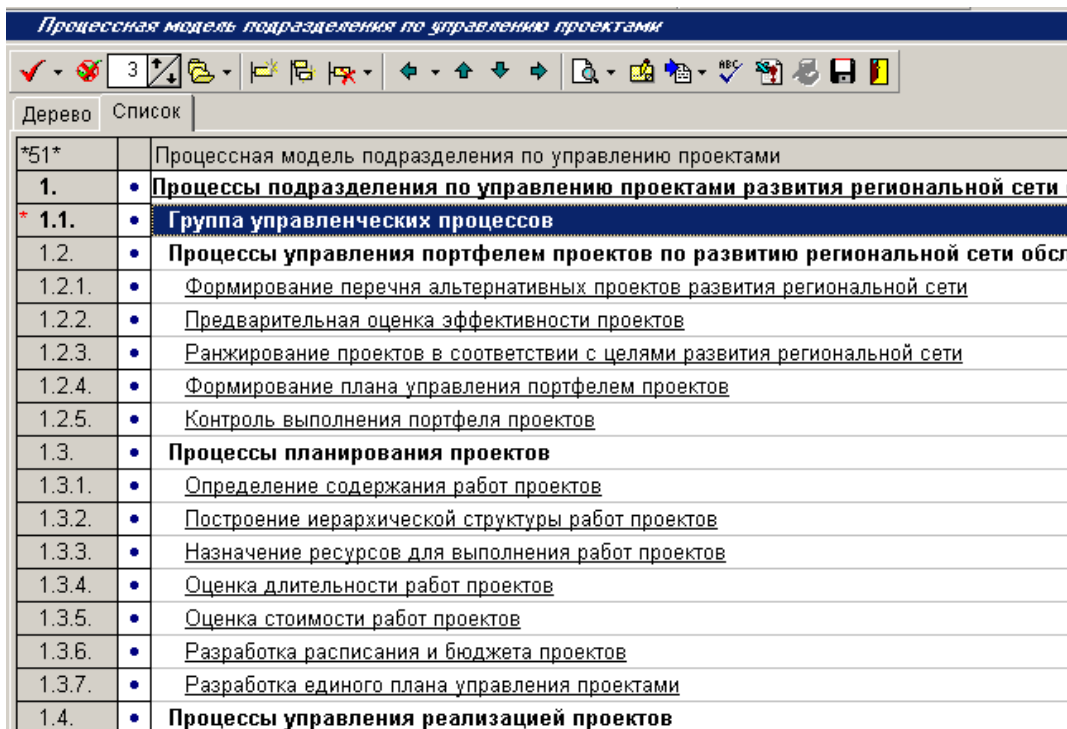 Процессная модель подразделения по управлению проектами
3 ABC
Дерево Список
*51* Процессная модель подразделения по управлению проектами
1. Процессы подразделения по управлению проектами развития региональной сети
* 1.1. Группа управленческих процессов
1.2. Процессы управления портфелем проектов по развитию региональной сети обсл
1.2.1. Формирование перечня альтернативных проектов развития региональной сети
1.2.2. Предварительная оценка эффективности проектов
1.2.3. Ранжирование проектов в соответствии с целями развития региональной сети
1.2.4. Формирование плана управления портфелем проектов
1.2.5. Контроль выполнения портфеля проектов
1.3. Процессы планирования проектов
1.3.1. Определение содержания работ проектов
1.3.2. Построение иерархической структуры работ проектов
1.3.3. Назначение ресурсов для выполнения работ проектов
1.3.4. Оценка длительности работ проектов
1.3.5. Оценка стоимости работ проектов
1.3.6. Разработка расписания и бюджета проектов
1.3.7. Разработка единого плана управления проектами
1.4. Процессы управления реализацией проектов